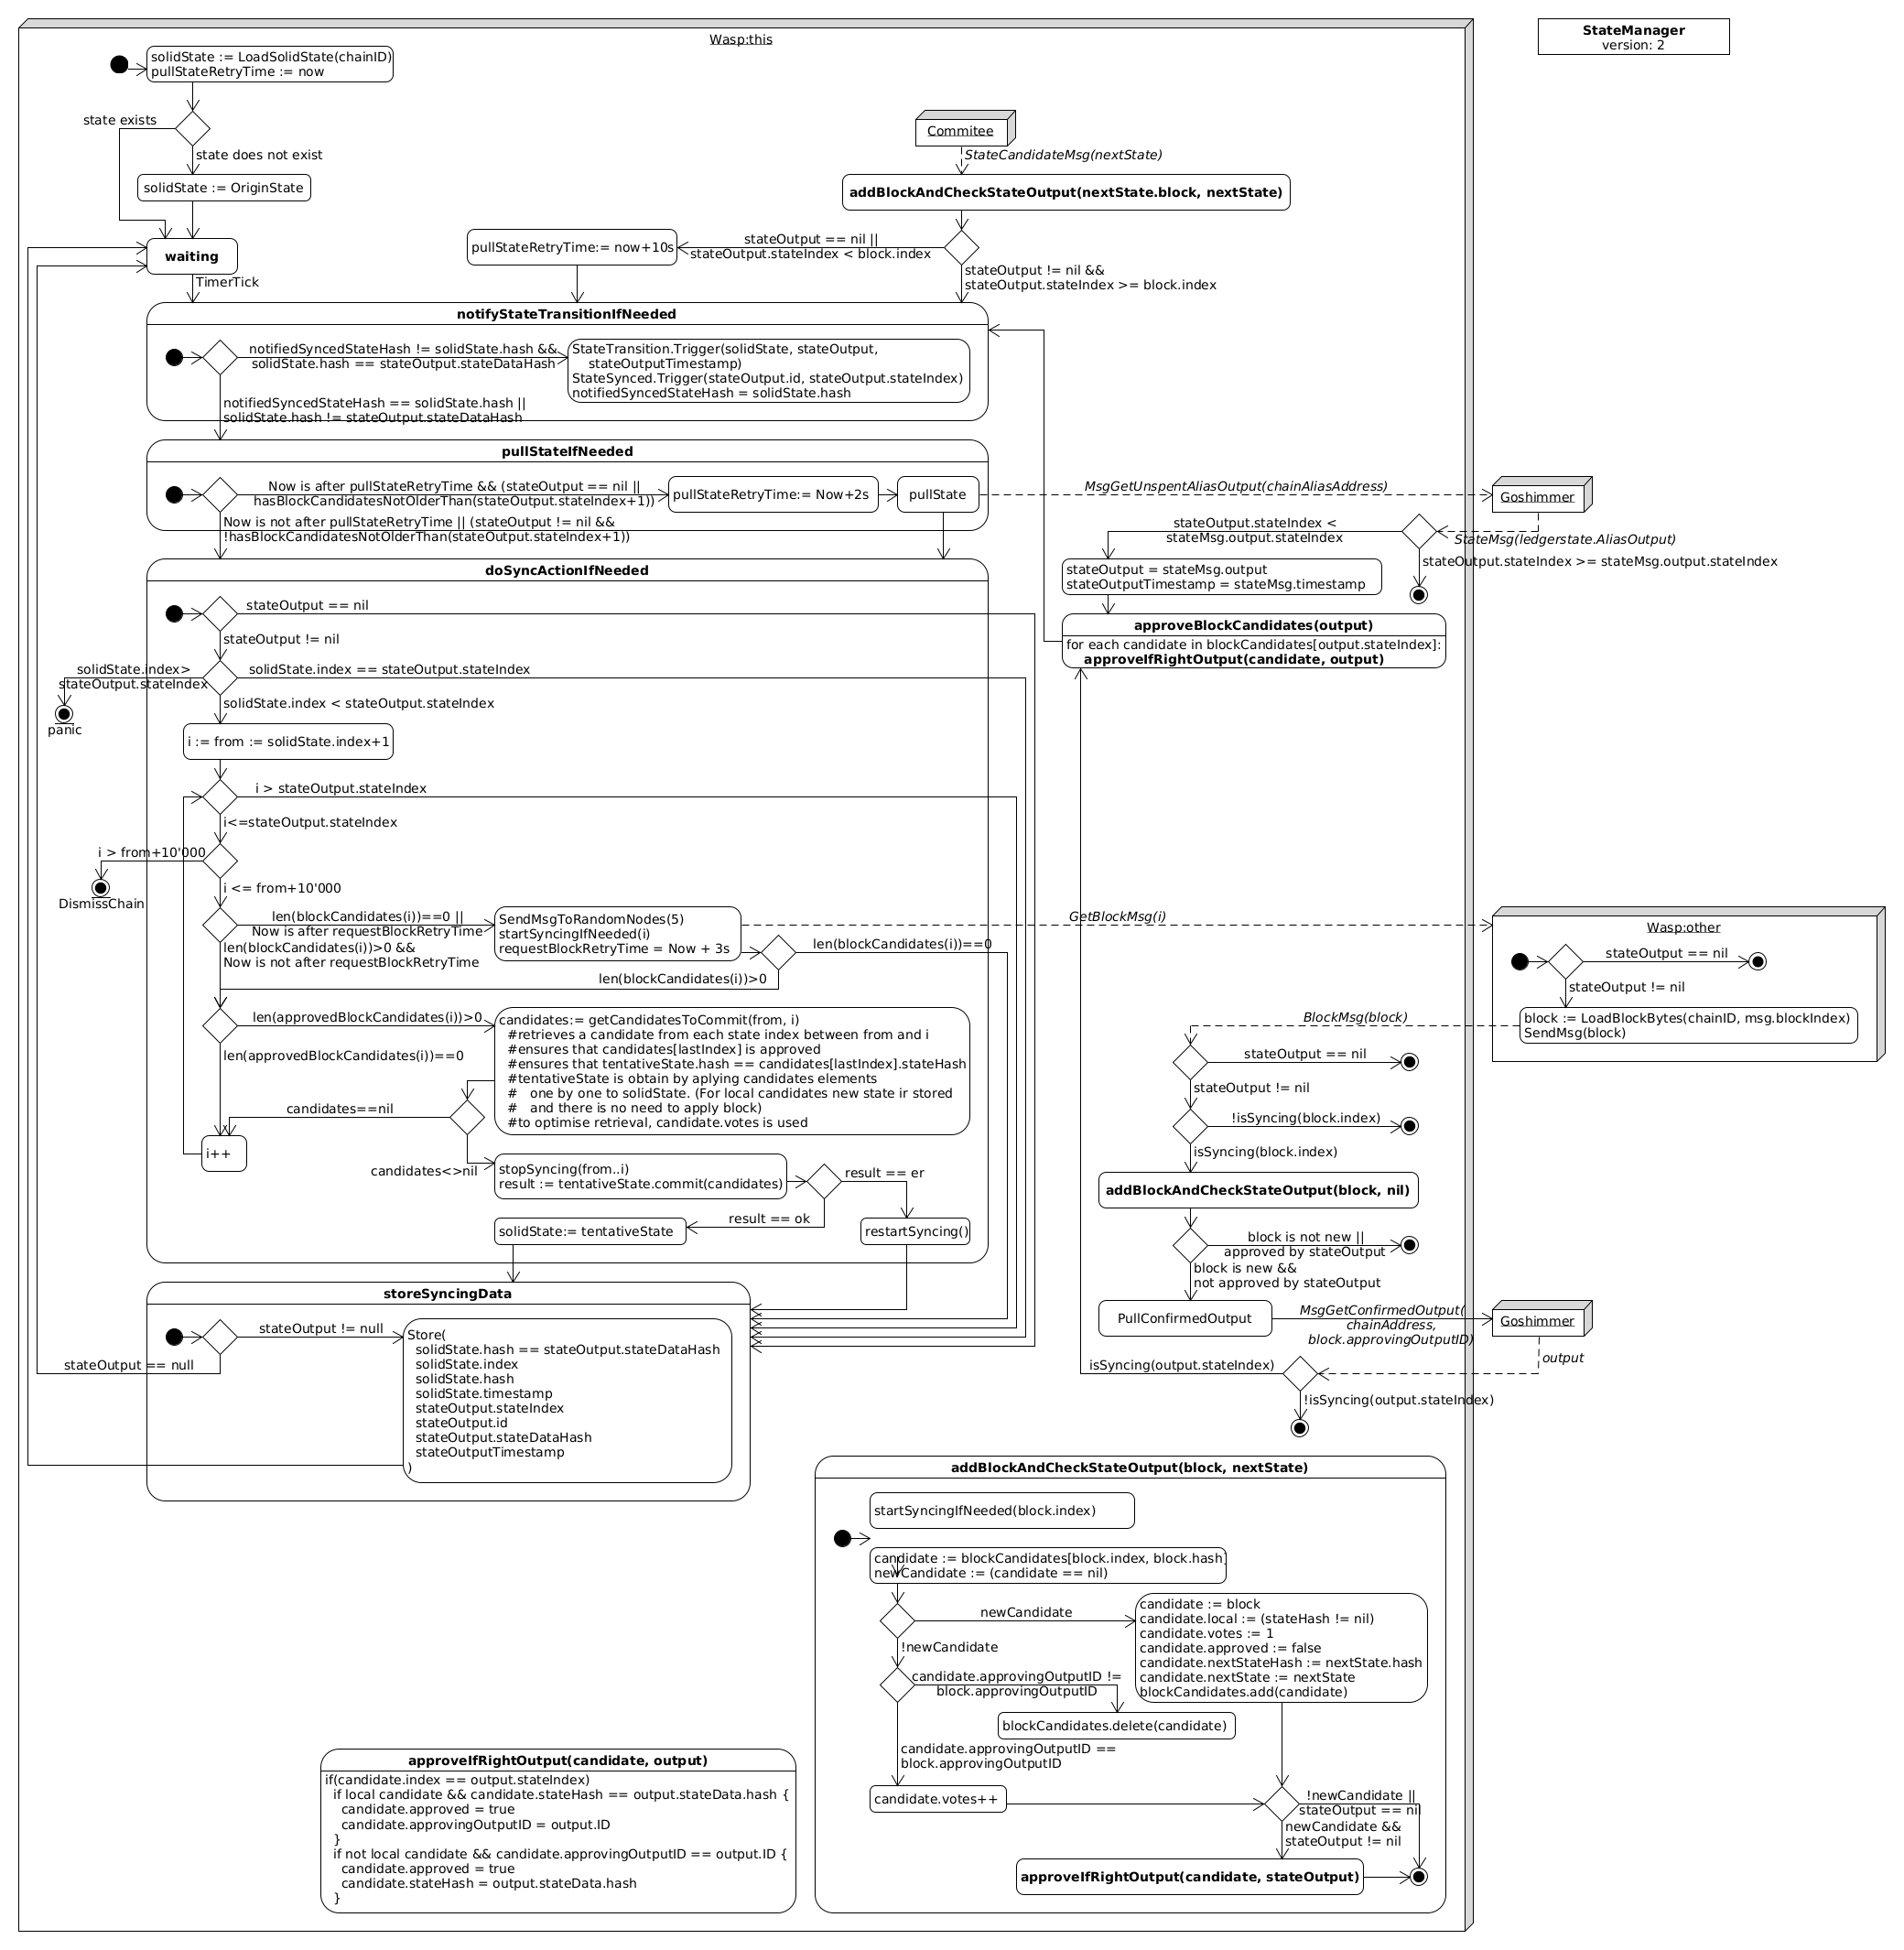 Wasp:this
StateManager
version: 2
solidState := LoadSolidState(chainID)
pullStateRetryTime := now
state exists
state does not exist
solidState := OriginState
waiting
TimerTick
Commitee
StateCandidateMsg(nextState)
addBlockAndCheckStateOutput(nextState.block, nextState)
pullStateRetryTime:= now+10s
stateOutput == nil ||
stateOutput.stateIndex < block.index
stateOutput != nil &&
stateOutput.stateIndex >= block.index
notifyStateTransitionIfNeeded
notifiedSyncedStateHash != solidState.hash &&
solidState.hash == stateOutput.stateDataHash
StateTransition.Trigger(solidState, stateOutput,
stateOutputTimestamp)
StateSynced.Trigger(stateOutput.id, stateOutput.stateIndex)
notifiedSyncedStateHash = solidState.hash
notifiedSyncedStateHash == solidState.hash ||
solidState.hash != stateOutput.stateDataHash
pullStateIfNeeded
Now is after pullStateRetryTime && (stateOutput == nil ||
hasBlockCandidatesNotOlderThan(stateOutput.stateIndex+1))
pullStateRetryTime:= Now+2s
pullState
MsgGetUnspentAliasOutput(chainAliasAddress)
Goshimmer
Now is not after pullStateRetryTime || (stateOutput != nil &&
!hasBlockCandidatesNotOlderThan(stateOutput.stateIndex+1))
stateOutput.stateIndex <
stateMsg.output.stateIndex
StateMsg(ledgerstate.AliasOutput)
stateOutput.stateIndex >= stateMsg.output.stateIndex
stateOutput = stateMsg.output
stateOutputTimestamp = stateMsg.timestamp
approveBlockCandidates(output)
for each candidate in blockCandidates[output.stateIndex]:
approveIfRightOutput(candidate, output)
doSyncActionIfNeeded
stateOutput == nil
stateOutput != nil
solidState.index>
stateOutput.stateIndex
panic
solidState.index == stateOutput.stateIndex
solidState.index < stateOutput.stateIndex
i := from := solidState.index+1
i > stateOutput.stateIndex
i<=stateOutput.stateIndex
i > from+10'000
DismissChain
i <= from+10'000
len(blockCandidates(i))==0 ||
Now is after requestBlockRetryTime
len(blockCandidates(i))>0 &&
Now is not after requestBlockRetryTime
SendMsgToRandomNodes(5)
startSyncingIfNeeded(i)
requestBlockRetryTime = Now + 3s
len(blockCandidates(i))==0
len(blockCandidates(i))>0
GetBlockMsg(i)
Wasp:other
stateOutput == nil
stateOutput != nil
block := LoadBlockBytes(chainID, msg.blockIndex)
SendMsg(block)
len(approvedBlockCandidates(i))>0
len(approvedBlockCandidates(i))==0
candidates:= getCandidatesToCommit(from, i)
#retrieves a candidate from each state index between from and i
#ensures that candidates[lastIndex] is approved
#ensures that tentativeState.hash == candidates[lastIndex].stateHash
#tentativeState is obtain by aplying candidates elements
#   one by one to solidState. (For local candidates new state ir stored
#   and there is no need to apply block)
#to optimise retrieval, candidate.votes is used
candidates==nil
i++
candidates<>nil
stopSyncing(from..i)
result := tentativeState.commit(candidates)
result == er
result == ok
solidState:= tentativeState
restartSyncing()
BlockMsg(block)
stateOutput == nil
stateOutput != nil
!isSyncing(block.index)
isSyncing(block.index)
addBlockAndCheckStateOutput(block, nil)
block is not new ||
approved by stateOutput
block is new &&
not approved by stateOutput
PullConfirmedOutput
MsgGetConfirmedOutput(
chainAddress,
block.approvingOutputID)
Goshimmer
output
isSyncing(output.stateIndex)
!isSyncing(output.stateIndex)
storeSyncingData
stateOutput != null
stateOutput == null
Store(
solidState.hash == stateOutput.stateDataHash
solidState.index
solidState.hash
solidState.timestamp
stateOutput.stateIndex
stateOutput.id
stateOutput.stateDataHash
stateOutputTimestamp
)
addBlockAndCheckStateOutput(block, nextState)
startSyncingIfNeeded(block.index)
candidate := blockCandidates[block.index, block.hash]
newCandidate := (candidate == nil)
newCandidate
!newCandidate
candidate := block
candidate.local := (stateHash != nil)
candidate.votes := 1
candidate.approved := false
candidate.nextStateHash := nextState.hash
candidate.nextState := nextState
blockCandidates.add(candidate)
candidate.approvingOutputID !=
block.approvingOutputID
blockCandidates.delete(candidate)
candidate.approvingOutputID ==
block.approvingOutputID
candidate.votes++
!newCandidate ||
stateOutput == nil
newCandidate &&
stateOutput != nil
approveIfRightOutput(candidate, stateOutput)
approveIfRightOutput(candidate, output)
if(candidate.index == output.stateIndex)
if local candidate && candidate.stateHash == output.stateData.hash {
candidate.approved = true
candidate.approvingOutputID = output.ID
}
if not local candidate && candidate.approvingOutputID == output.ID {
candidate.approved = true
candidate.stateHash = output.stateData.hash
}